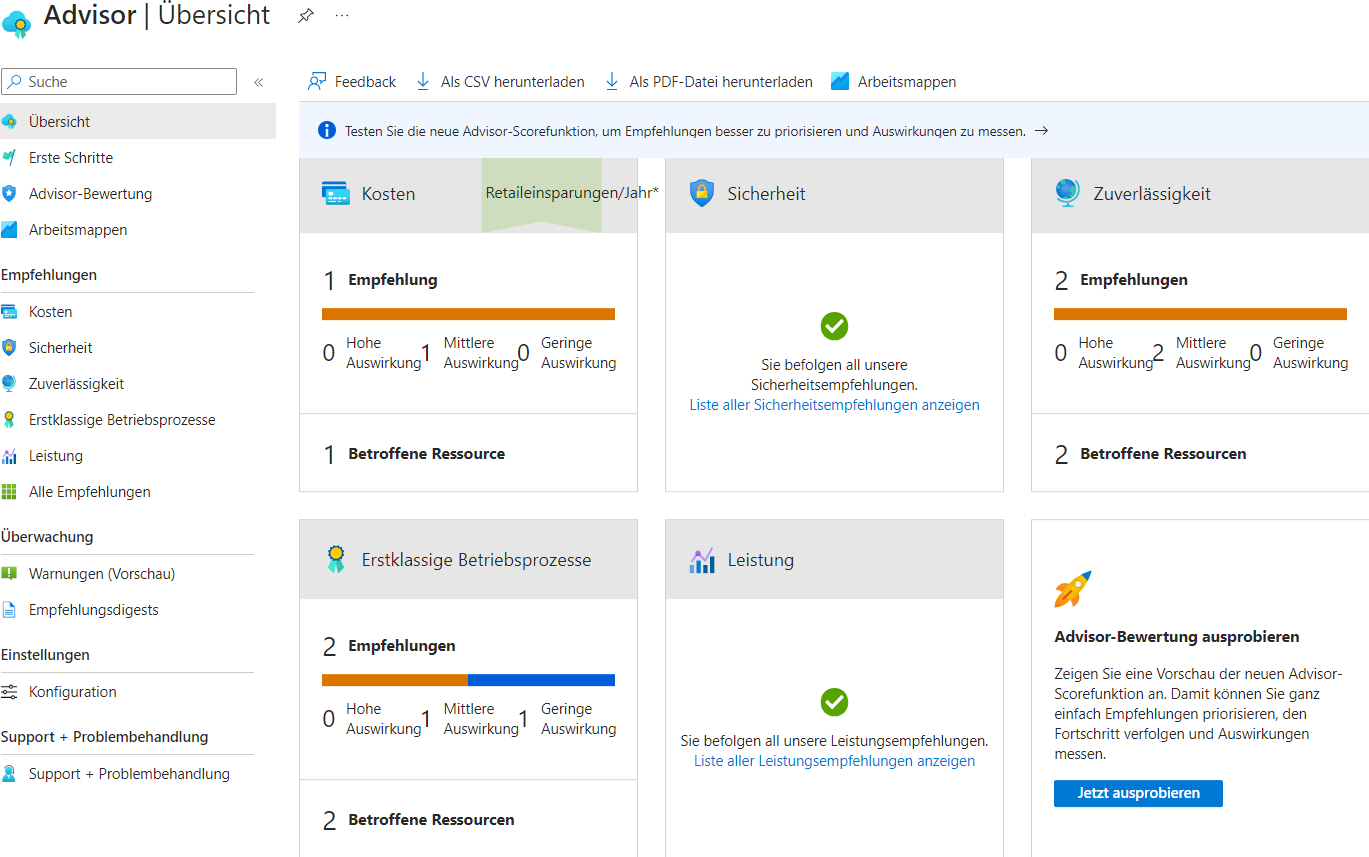 Advisor | Übersicht
...
Suche
«
Übersicht
Erste Schritte
Advisor-Bewertung
Arbeitsmappen
Empfehlungen
Kosten
Sicherheit
Zuverlässigkeit
Erstklassige Betriebsprozesse
Leistung
Alle Empfehlungen
Überwachung
Warnungen (Vorschau)
Empfehlungsdigests
Einstellungen
Konfiguration
Support + Problembehandlung
Support + Problembehandlung
Feedback
Als CSV herunterladen
Als PDF-Datei herunterladen
Arbeitsmappen
Testen Sie die neue Advisor-Scorefunktion, um Empfehlungen besser zu priorisieren und Auswirkungen zu messen. →
Kosten
Retaileinsparungen/Jahr*
1 Empfehlung
0 Hohe Auswirkung
1 Mittlere Auswirkung
0 Geringe Auswirkung
1 Betroffene Ressource
Sicherheit
Sie befolgen all unsere
Sicherheitsempfehlungen.
Liste aller Sicherheitsempfehlungen anzeigen
Zuverlässigkeit
2 Empfehlungen
0 Hohe Auswirkung
2 Mittlere Auswirkung
0 Geringe Auswirkung
2 Betroffene Ressourcen
Erstklassige Betriebsprozesse
2 Empfehlungen
0 Hohe Auswirkung
1 Mittlere Auswirkung
1 Geringe Auswirkung
2 Betroffene Ressourcen
Leistung
Sie befolgen all unsere Leistungsempfehlungen.
Liste aller Leistungsempfehlungen anzeigen
Advisor-Bewertung ausprobieren
Zeigen Sie eine Vorschau der neuen Advisor-
Scorefunktion an. Damit können Sie ganz
einfach Empfehlungen priorisieren, den
Fortschritt verfolgen und Auswirkungen
messen.
Jetzt ausprobieren